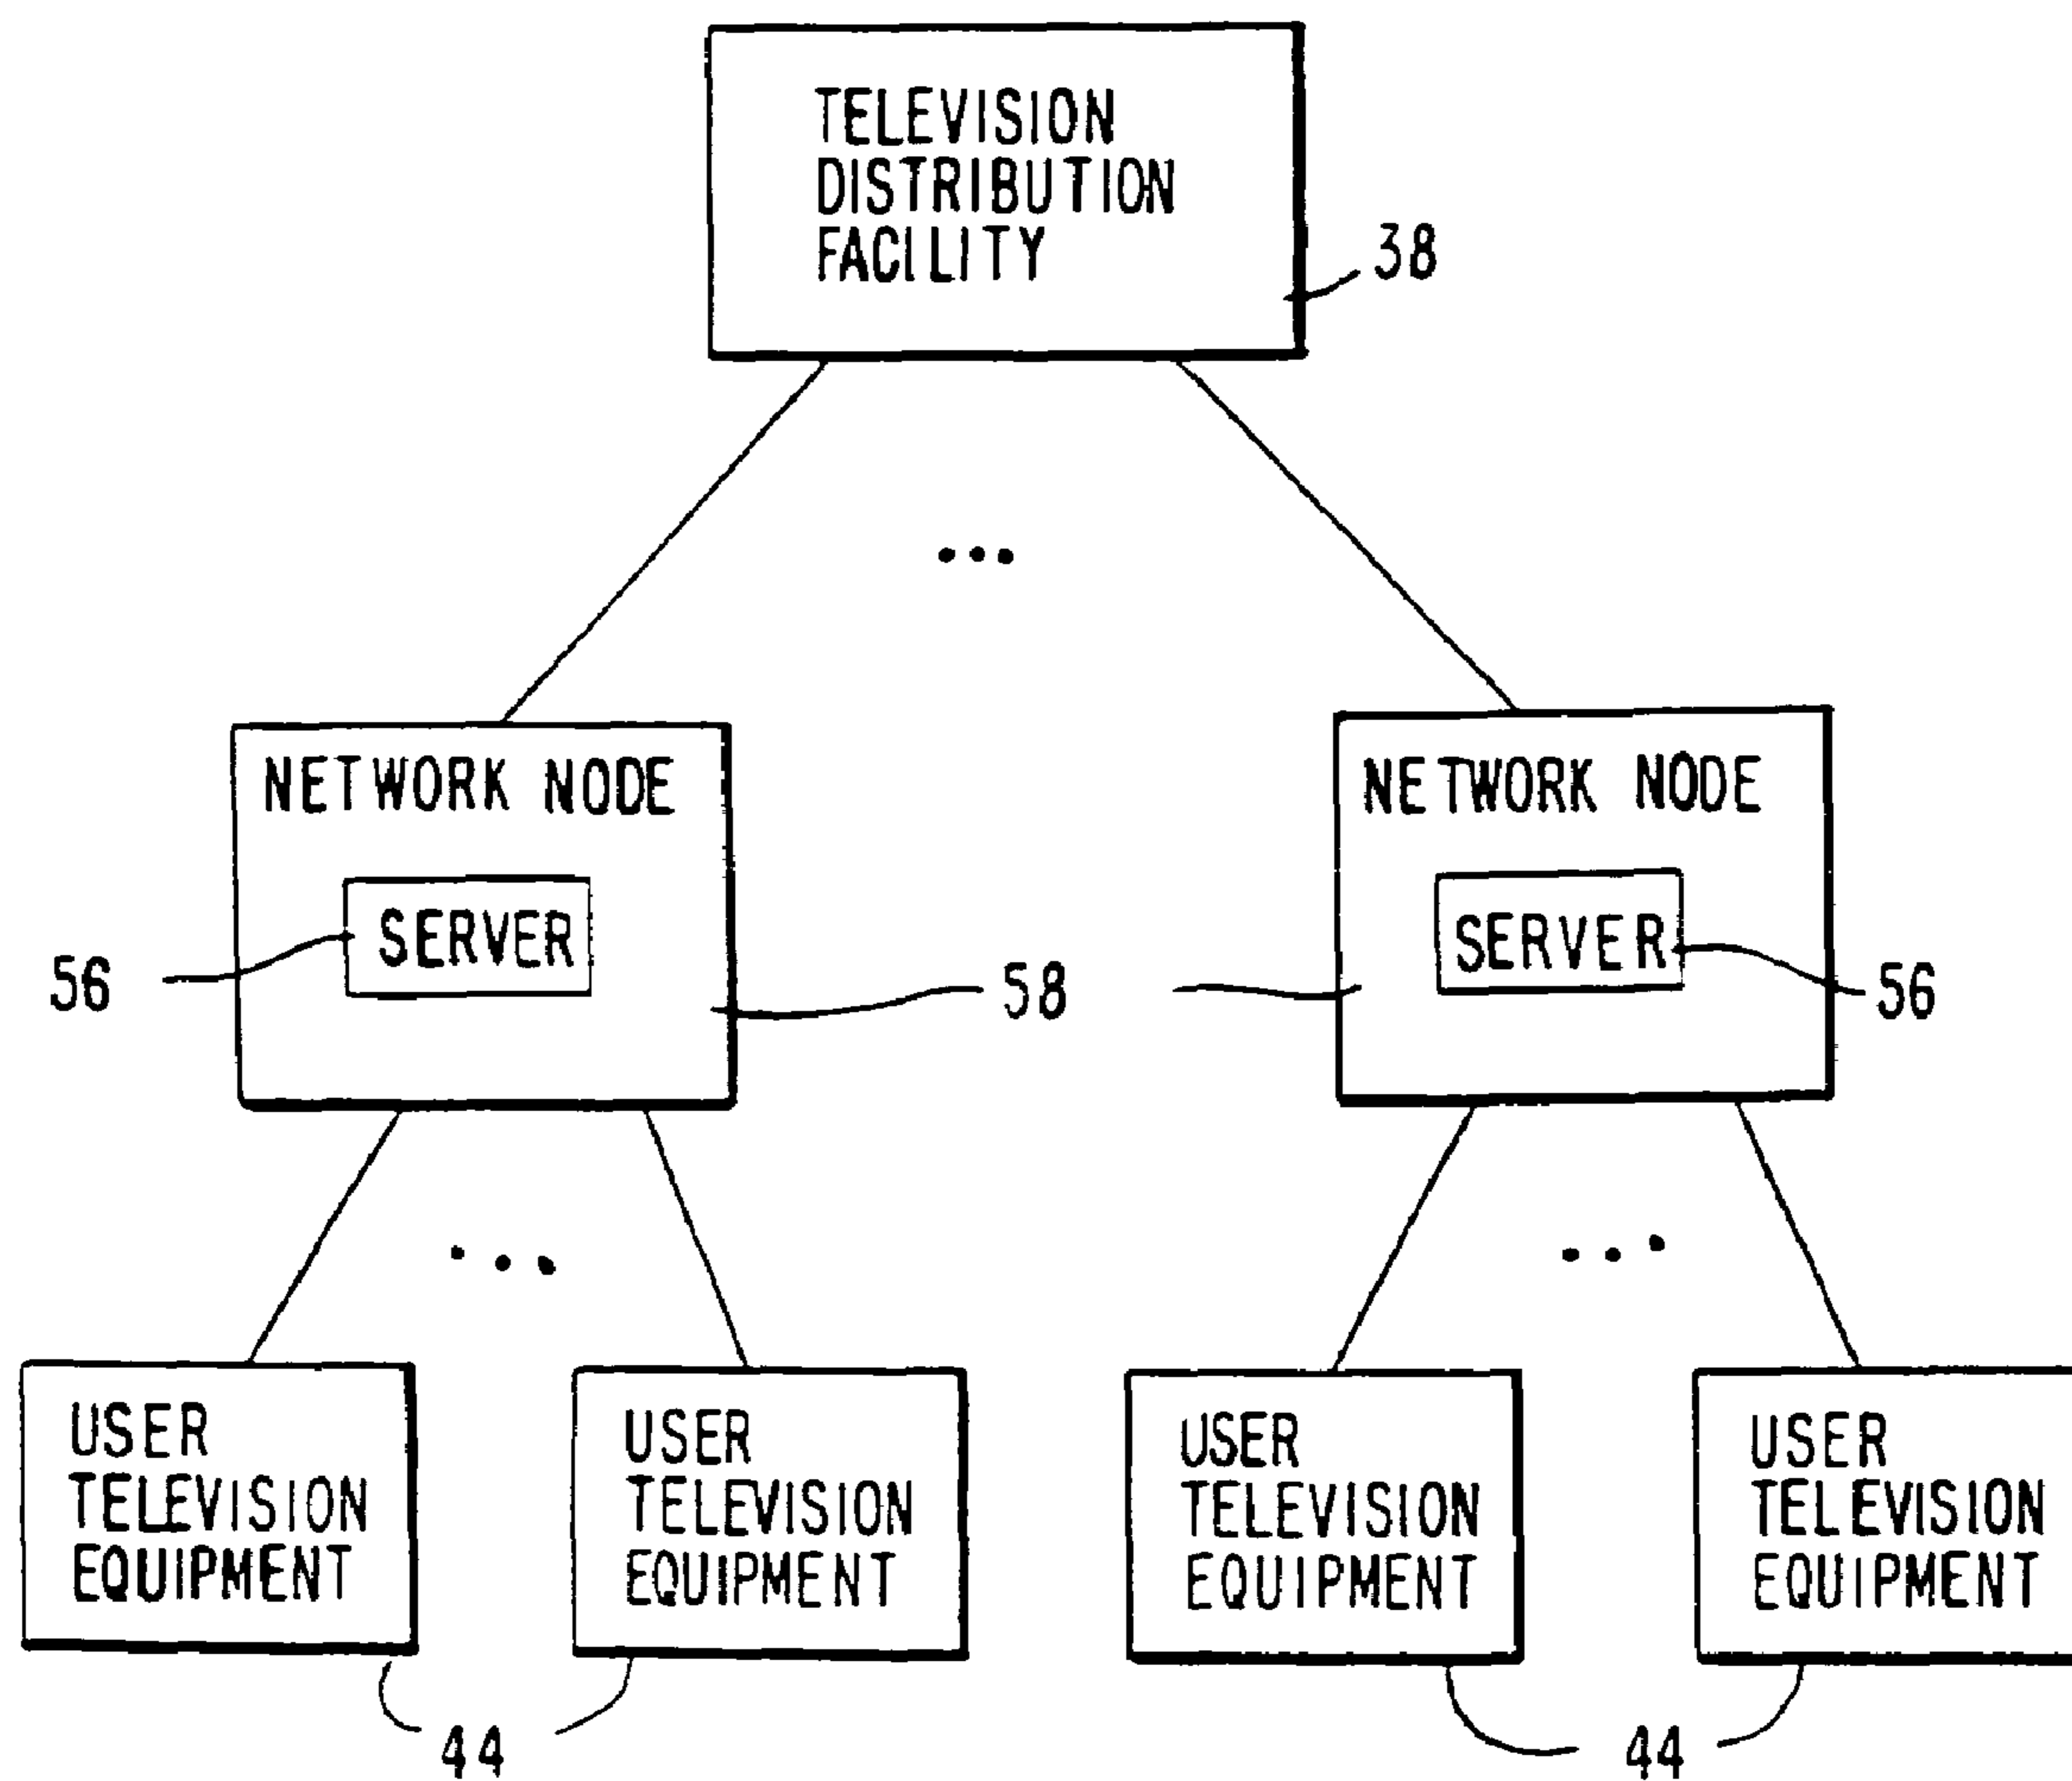 TELEVISION
DISTRIBUTION
FACILITY
38
NETWORK NODE
SERVER
56
58
NETWORK NODE
SERVER
56
USER
TELEVISION
EQUIPMENT
USER
TELEVISION
EQUIPMENT
44
USER
TELEVISION
EQUIPMENT
USER
TELEVISION
EQUIPMENT
44